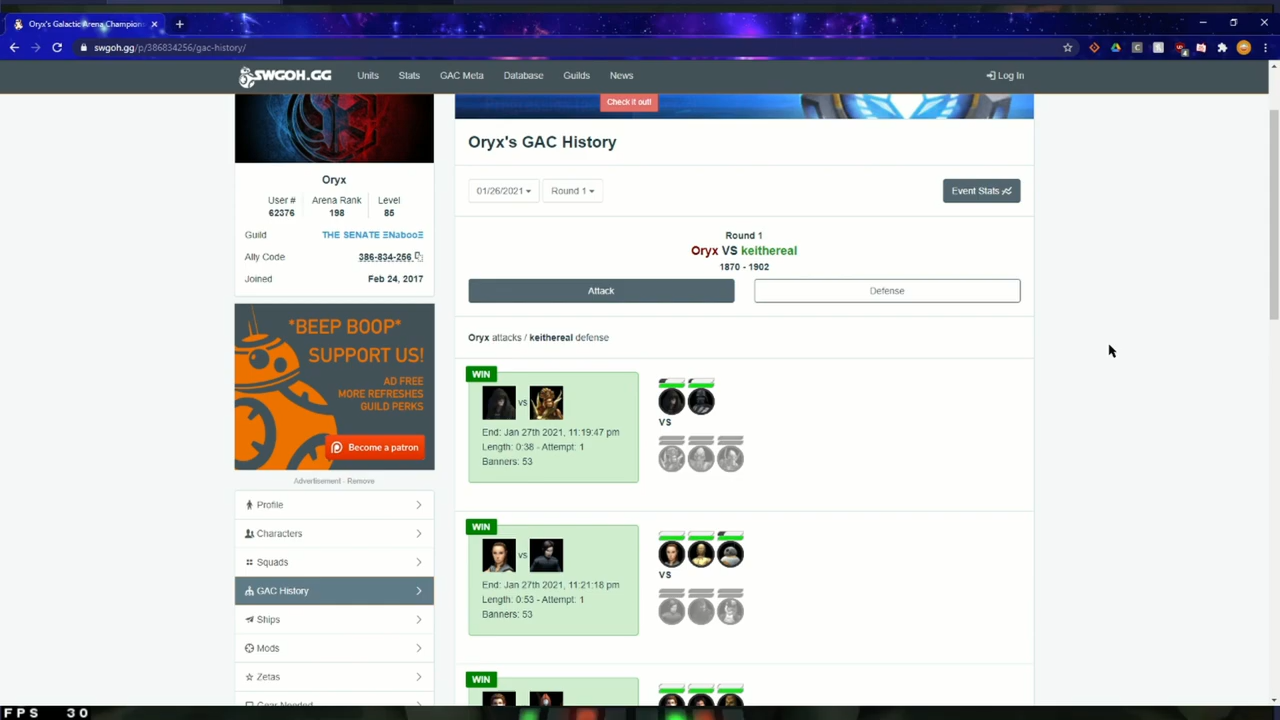 Oryx's Galactic Arena Champions
swgoh.gg/p/386834256/gac-history/
SWGOH.GG
Units
Stats
GAC Meta
Database
Guilds
News
Log In
Check it out!
Oryx
User #
Arena Rank
Level
62376
198
85
Guild
THE SENATE ΞNabooΞ
Ally Code
386-834-256
Joined
Feb 24, 2017
*BEEP BOOP*
SUPPORT US!
AD FREE
MORE REFRESHES
GUILD PERKS
Become a patron
Advertisement - Remove
Profile
Characters
Squads
GAC History
Ships
Mods
Zetas
Gear Needed
Oryx's GAC History
01/26/2021
Round 1
Event Stats
Round 1
Oryx VS keithereal
1870 - 1902
Attack
Defense
Oryx attacks / keithereal defense
WIN
vs
End: Jan 27th 2021, 11:19:47 pm
Length: 0:38 - Attempt: 1
Banners: 53
VS
WIN
vs
End: Jan 27th 2021, 11:21:18 pm
Length: 0:53 - Attempt: 1
Banners: 53
VS
WIN
FPS 30